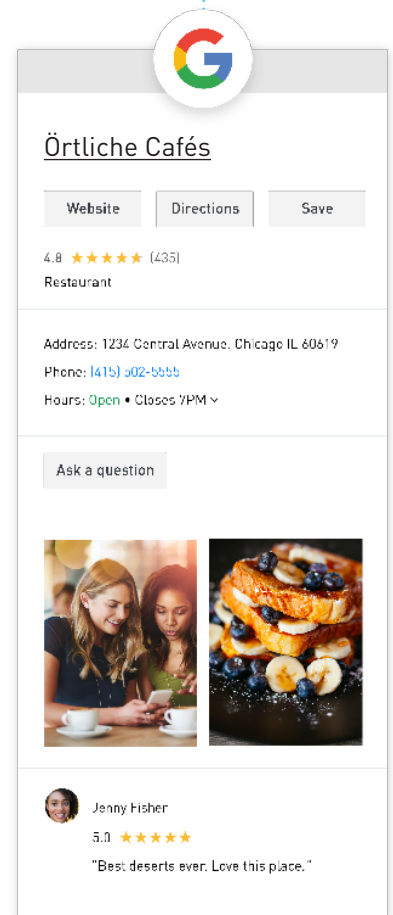 Örtliche Cafés
Website Directions Save
4.8 (435)
Restaurant
Address: 1234 Central Avenue. Chicago IL 60619
Phone: (415) 502-5555
Hours: Open • Closes 7PM
Ask a question
Jenny Fisher
5.0
"Best deserts ever. Love this place."